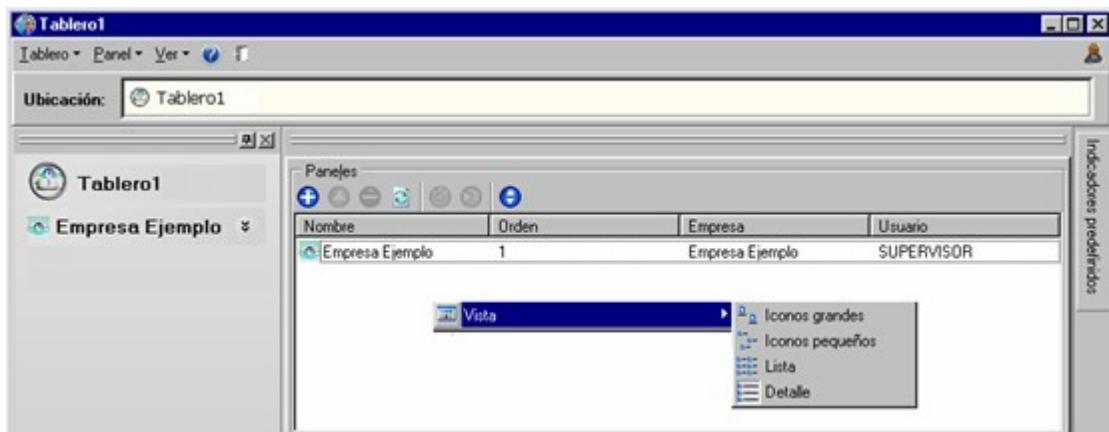 Tablero1
Tablero Panel Ver
Ubicación: Tablero1
Tablero1
Empresa Ejemplo
Paneles
Nombre Orden Empresa Usuario
Empresa Ejemplo 1 Empresa Ejemplo SUPERVISOR
Vista
Iconos grandes
Iconos pequeños
Lista
Detalle
Indicadores predefinidos